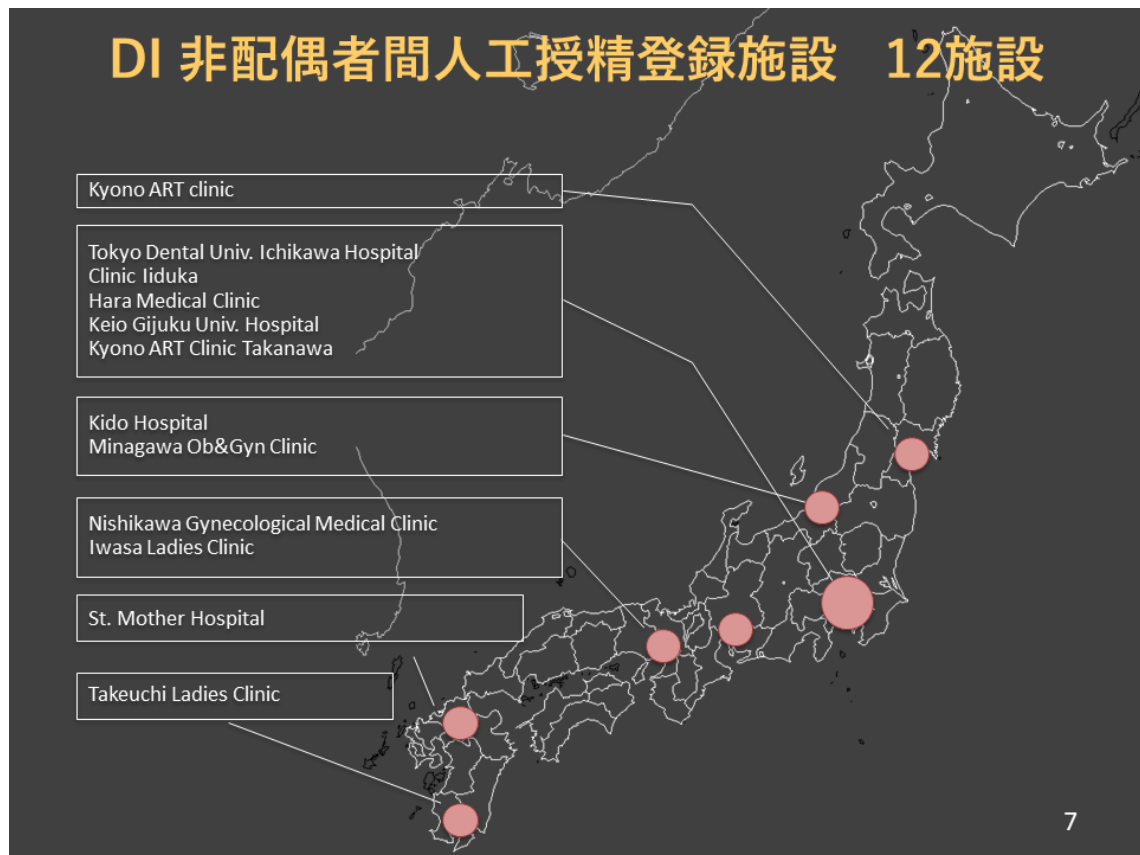 DI 非配偶者間人工授精登録施設　12施設
Kyono ART clinic
Tokyo Dental Univ. Ichikawa Hospital
Clinic Iiduka
Hara Medical Clinic
Keio Gijuku Univ. Hospital
Kyono ART Clinic Takanawa
Kido Hospital
Minagawa Ob&Gyn Clinic
Nishikawa Gynecological Medical Clinic
Iwasa Ladies Clinic
St. Mother Hospital
Takeuchi Ladies Clinic
7